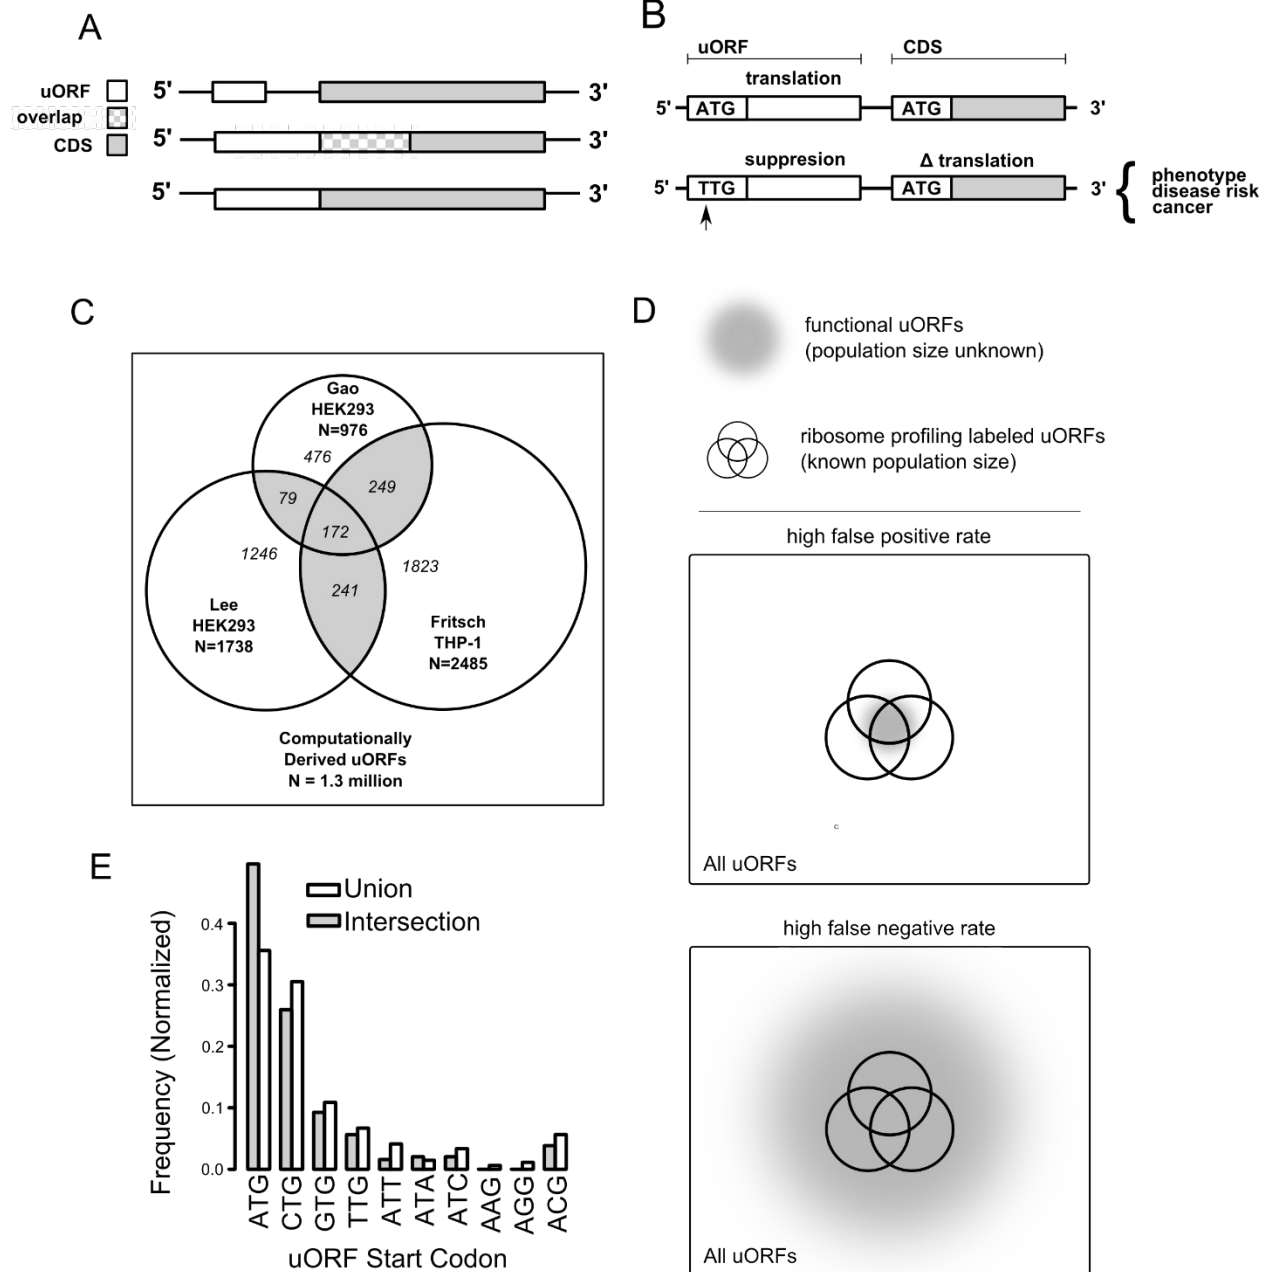 A
uORF
overlap
CDS
5' 3'
5' 3'
5' 3'
B
uORF CDS
translation
5' ATG ATG 3'
suppresion Δ translation
5' TTG ATG 3' {
phenotype
disease risk
cancer
C
Gao
HEK293
N=976
476
79
249
172
1246
1823
241
Lee
HEK293
N=1738
Fritsch
THP-1
N=2485
Computationally
Derived uORFs
N = 1.3 million
D
functional uORFs
(population size unknown)
ribosome profiling labeled uORFs
(known population size)
high false positive rate
c
All uORFs
high false negative rate
All uORFs
E
Union
Intersection
Frequency (Normalized)
0.4
0.3
0.2
0.1
0.0
ATG CTG GTG TTG ATT ATA ATC AAG AGG ACG
uORF Start Codon